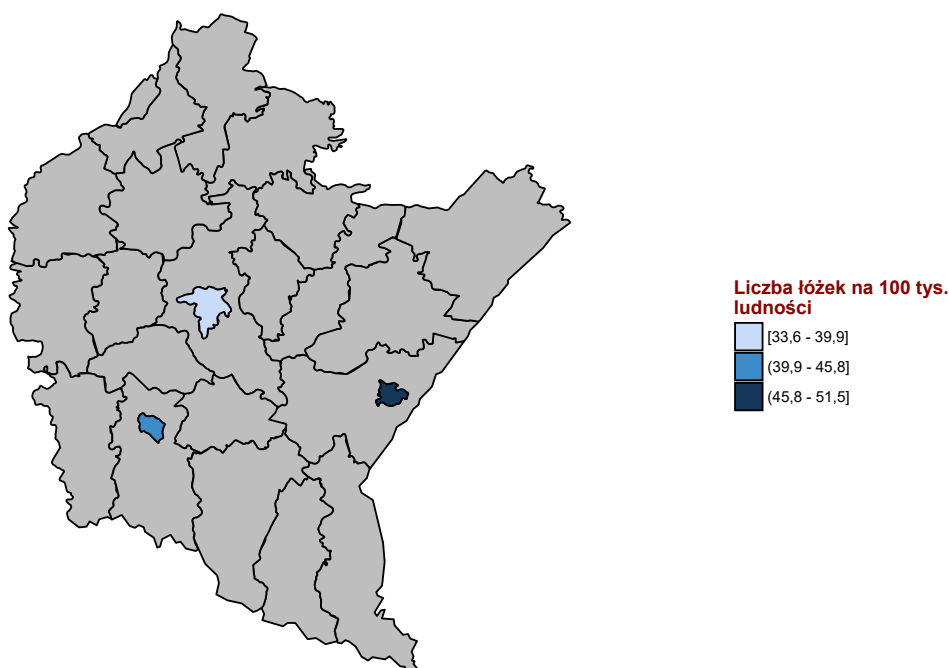 Liczba łóżek na 100 tys.
ludności
[33,6 - 39,9]
(39,9 - 45,8]
(45,8 - 51,5]